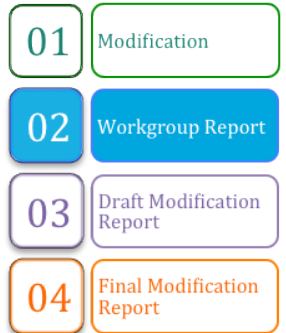 01
Modification
02
Workgroup Report
03
Draft Modification
Report
04
Final Modification
Report